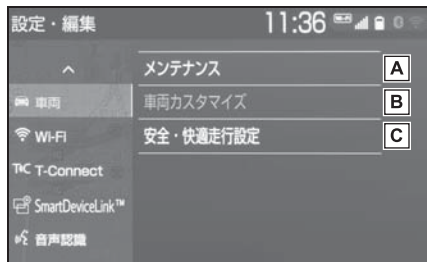 設定・編集 11:36
メンテナンス A
車両 車両カスタマイズ B
Wi-Fi 安全・快適走行設定 C
T-Connect
SmartDeviceLink™
音声認識